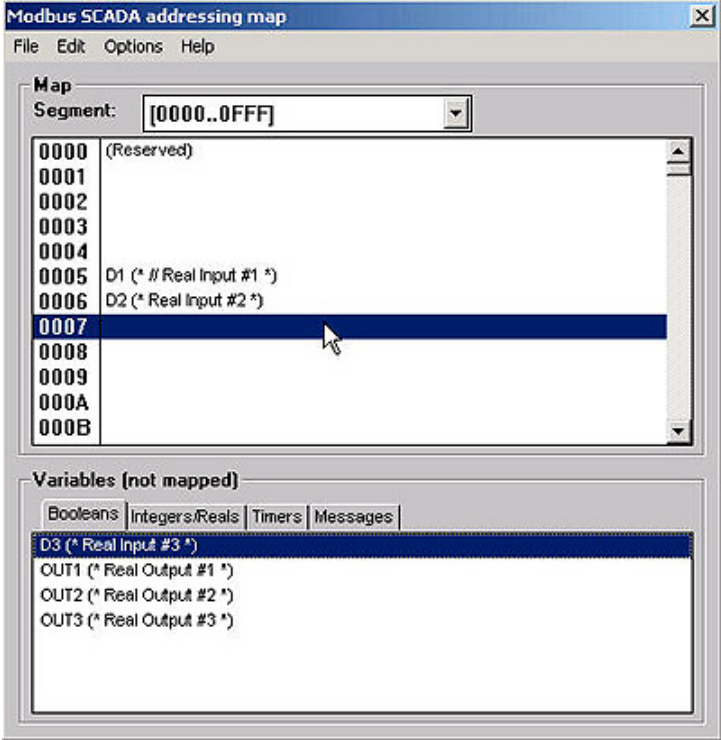 Modbus SCADA addressing map
File Edit Options Help
Map
Segment: [0000..0FFF]
0000 (Reserved)
0001
0002
0003
0004
0005 D1 (* // Real Input #1 *)
0006 D2 (* Real Input #2 *)
0007
0008
0009
000A
000B
Variables (not mapped)
Booleans Integers/Reals Timers Messages
D3 (* Real Input #3 *)
OUT1 (* Real Output #1 *)
OUT2 (* Real Output #2 *)
OUT3 (* Real Output #3 *)